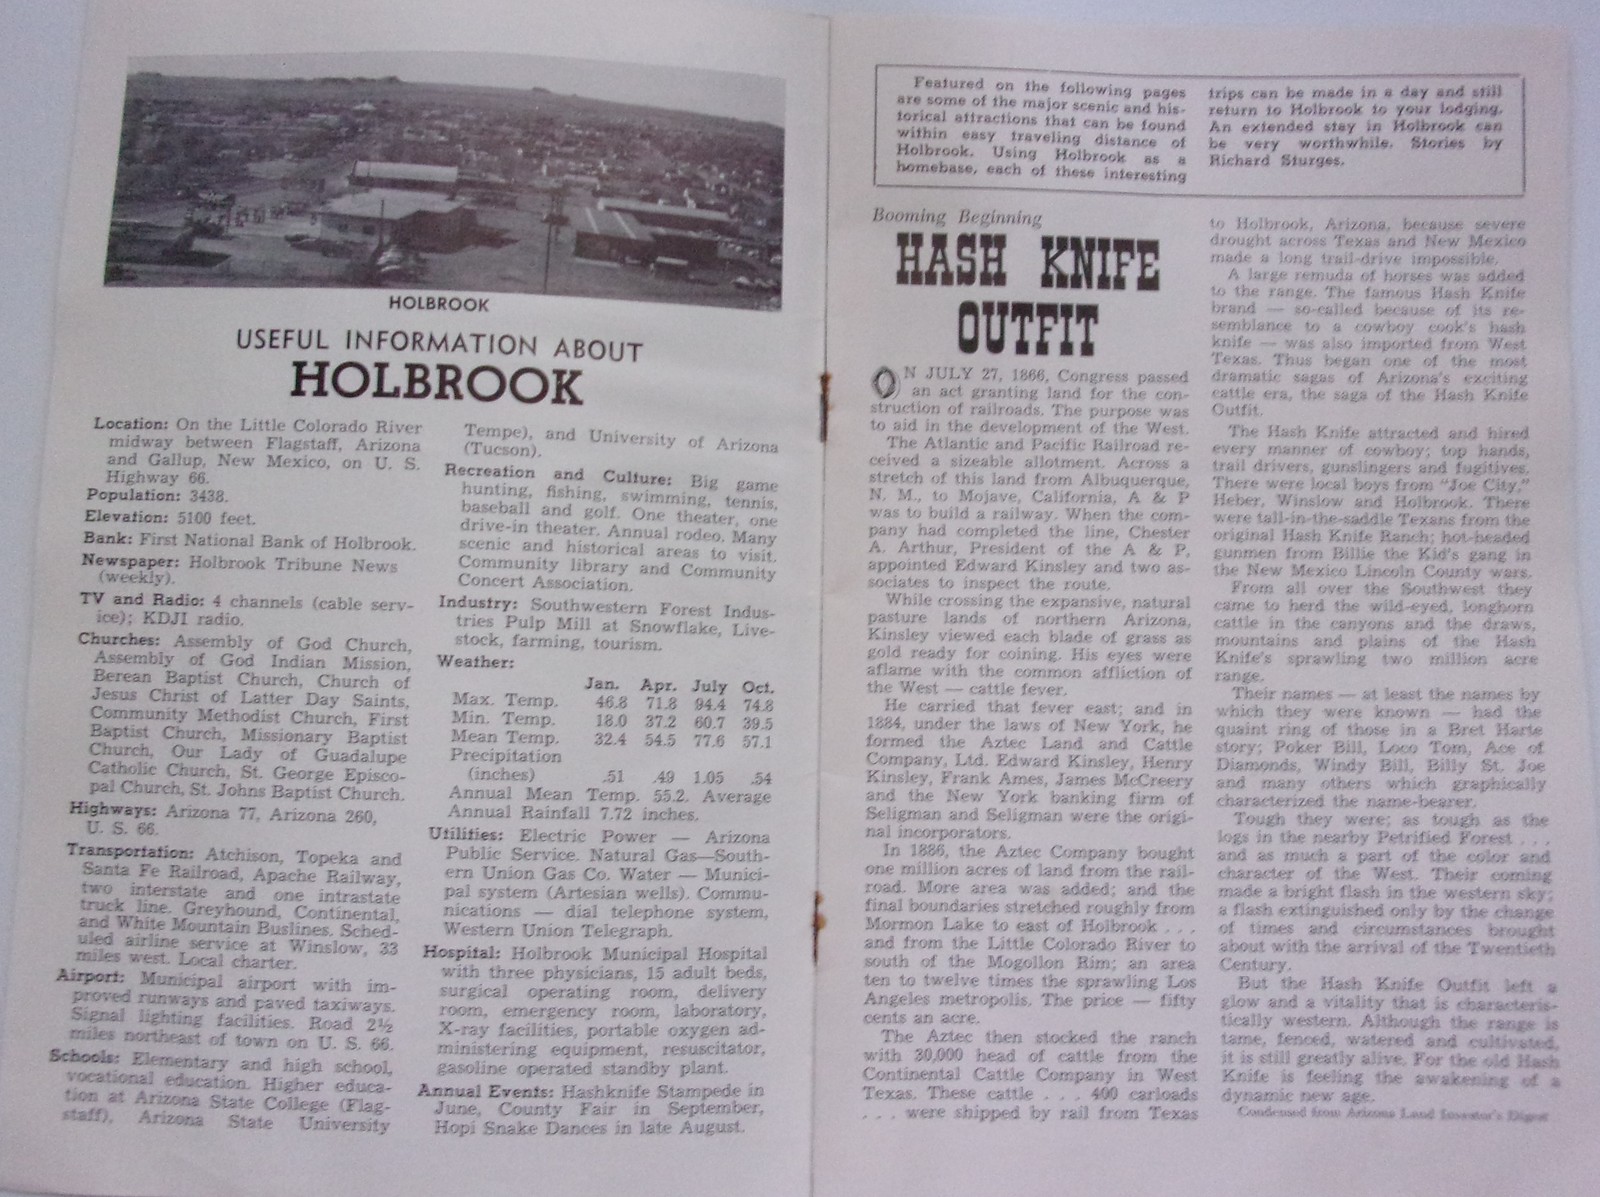 HOLBROOK
USEFUL INFORMATION ABOUT
HOLBROOK
Location: On the Little Colorado River
midway between Flagstaff, Arizona
and Gallup, New Mexico, on U. S.
Highway 66.
Population: 3438.
Elevation: 5100 feet.
Bank: First National Bank of Holbrook.
Newspaper: Holbrook Tribune News
(weekly).
TV and Radio: 4 channels (cable serv-
ice); KDJI radio.
Churches: Assembly of God Church,
Assembly of God Indian Mission,
Berean Baptist Church, Church of
Jesus Christ of Latter Day Saints,
Community Methodist Church, First
Baptist Church, Missionary Baptist
Church, Our Lady of Guadalupe
Catholic Church, St. George Episco-
pal Church, St. Johns Baptist Church.
Highways: Arizona 77, Arizona 260,
U. S. 66.
Transportation: Atchison, Topeka and
Santa Fe Railroad, Apache Railway,
two interstate and one intrastate
truck line. Greyhound, Continental,
and White Mountain Buslines. Sched-
uled airline service at Winslow, 33
miles west. Local charter.
Airport: Municipal airport with im-
proved runways and paved taxiways.
Signal lighting facilities. Road 2½
miles northeast of town on U. S. 66.
Schools: Elementary and high school,
vocational education. Higher educa-
tion at Arizona State College (Flag-
staff), Arizona State University
Tempe), and University of Arizona
(Tucson).
Recreation and Culture: Big game
hunting, fishing, swimming, tennis,
baseball and golf. One theater, one
drive-in theater. Annual rodeo. Many
scenic and historical areas to visit.
Community library and Community
Concert Association.
Industry: Southwestern Forest Indus-
tries Pulp Mill at Snowflake, Live-
stock, farming, tourism.
Weather:
Jan. Apr. July Oct.
Max. Temp. 46.8 71.8 94.4 74.8
Min. Temp. 18.0 37.2 60.7 39.5
Mean Temp. 32.4 54.5 77.6 57.1
Precipitation
(inches) .51 .49 1.05 .54
Annual Mean Temp. 55.2. Average
Annual Rainfall 7.72 inches.
Utilities: Electric Power — Arizona
Public Service. Natural Gas—South-
ern Union Gas Co. Water — Munici-
pal system (Artesian wells). Commu-
nications — dial telephone system,
Western Union Telegraph.
Hospital: Holbrook Municipal Hospital
with three physicians, 15 adult beds,
surgical operating room, delivery
room, emergency room, laboratory,
X-ray facilities, portable oxygen ad-
ministering equipment, resuscitator,
gasoline operated standby plant.
Annual Events: Hashknife Stampede in
June, County Fair in September,
Hopi Snake Dances in late August.
Featured on the following pages
are some of the major scenic and his-
torical attractions that can be found
within easy traveling distance of
Holbrook. Using Holbrook as a
homebase, each of these interesting
trips can be made in a day and still
return to Holbrook to your lodging.
An extended stay in Holbrook can
be very worthwhile. Stories by
Richard Sturges.
Booming Beginning
HASH KNIFE
OUTFIT
ON JULY 27, 1866, Congress passed
an act granting land for the con-
struction of railroads. The purpose was
to aid in the development of the West.
The Atlantic and Pacific Railroad re-
ceived a sizeable allotment. Across a
stretch of this land from Albuquerque,
N. M., to Mojave, California, A & P
was to build a railway. When the com-
pany had completed the line, Chester
A. Arthur, President of the A & P,
appointed Edward Kinsley and two as-
sociates to inspect the route.
While crossing the expansive, natural
pasture lands of northern Arizona,
Kinsley viewed each blade of grass as
gold ready for coining. His eyes were
aflame with the common affliction of
the West — cattle fever.
He carried that fever east; and in
1884, under the laws of New York, he
formed the Aztec Land and Cattle
Company, Ltd. Edward Kinsley, Henry
Kinsley, Frank Ames, James McCreery
and the New York banking firm of
Seligman and Seligman were the origi-
nal incorporators.
In 1886, the Aztec Company bought
one million acres of land from the rail-
road. More area was added; and the
final boundaries stretched roughly from
Mormon Lake to east of Holbrook . . .
and from the Little Colorado River to
south of the Mogollon Rim; an area
ten to twelve times the sprawling Los
Angeles metropolis. The price — fifty
cents an acre.
The Aztec then stocked the ranch
with 30,000 head of cattle from the
Continental Cattle Company in West
Texas. These cattle . . . 400 carloads
. . . were shipped by rail from Texas
to Holbrook, Arizona, because severe
drought across Texas and New Mexico
made a long trail-drive impossible.
A large remuda of horses was added
to the range. The famous Hash Knife
brand — so-called because of its re-
semblance to a cowboy cook's hash
knife — was also imported from West
Texas. Thus began one of the most
dramatic sagas of Arizona's exciting
cattle era, the saga of the Hash Knife
Outfit.
The Hash Knife attracted and hired
every manner of cowboy; top hands,
trail drivers, gunslingers and fugitives.
There were local boys from "Joe City,"
Heber, Winslow and Holbrook. There
were tall-in-the-saddle Texans from the
original Hash Knife Ranch; hot-headed
gunmen from Billie the Kid's gang in
the New Mexico Lincoln County wars.
From all over the Southwest they
came to herd the wild-eyed, longhorn
cattle in the canyons and the draws,
mountains and plains of the Hash
Knife's sprawling two million acre
range.
Their names — at least the names by
which they were known — had the
quaint ring of those in a Bret Harte
story; Poker Bill, Loco Tom, Ace of
Diamonds, Windy Bill, Billy St. Joe
and many others which graphically
characterized the name-bearer.
Tough they were; as tough as the
logs in the nearby Petrified Forest . . .
and as much a part of the color and
character of the West. Their coming
made a bright flash in the western sky;
a flash extinguished only by the change
of times and circumstances brought
about with the arrival of the Twentieth
Century.
But the Hash Knife Outfit left a
glow and a vitality that is characteris-
tically western. Although the range is
tame, fenced, watered and cultivated,
it is still greatly alive. For the old Hash
Knife is feeling the awakening of a
dynamic new age.
Condensed from Arizona Land Investor's Digest